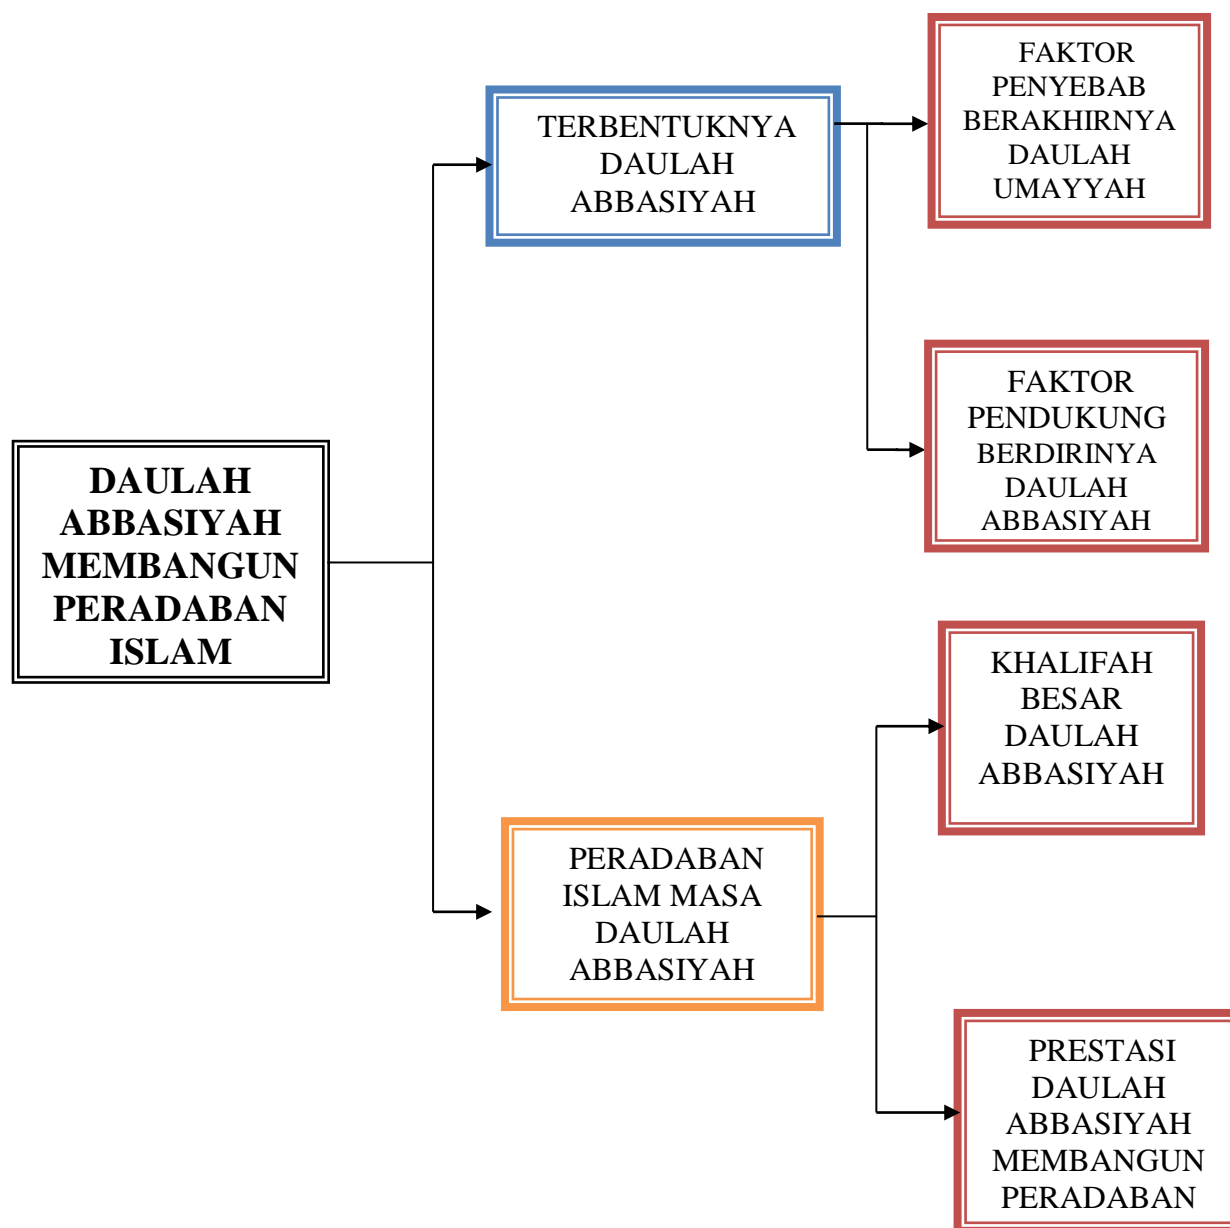 DAULAH
ABBASIYAH
MEMBANGUN
PERADABAN
ISLAM
TERBENTUKNYA
DAULAH
ABBASIYAH
FAKTOR
PENYEBAB
BERAKHIRNYA
DAULAH
UMAYYAH
FAKTOR
PENDUKUNG
BERDIRINYA
DAULAH
ABBASIYAH
PERADABAN
ISLAM MASA
DAULAH
ABBASIYAH
KHALIFAH
BESAR
DAULAH
ABBASIYAH
PRESTASI
DAULAH
ABBASIYAH
MEMBANGUN
PERADABAN